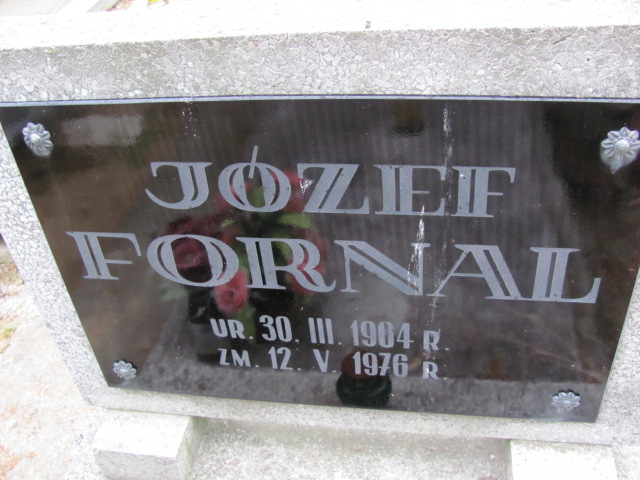 JÓZEF
FORNAL
UR. 30. III. 1904 R.
ZM. 12. V. 1976 R.